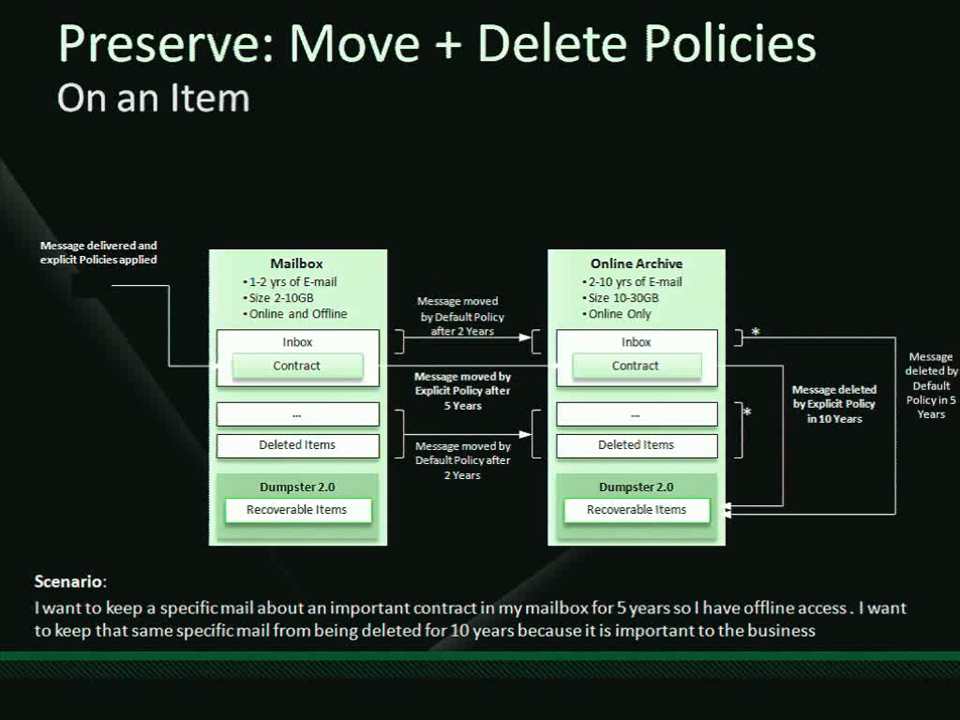 Preserve: Move + Delete Policies
On an Item
Message delivered and
explicit Policies applied
Mailbox
• 1-2 yrs of E-mail
• Size 2-10GB
• Online and Offline
Inbox
Contract
...
Deleted Items
Dumpster 2.0
Recoverable Items
Message moved
by Default Policy
after 2 Years
Message moved by
Explicit Policy after
5 Years
Message moved by
Default Policy after
2 Years
Online Archive
• 2-10 yrs of E-mail
• Size 10-30GB
• Online Only
Inbox
Contract
...
Deleted Items
Dumpster 2.0
Recoverable Items
*
*
Message deleted
by Explicit Policy
in 10 Years
Message
deleted by
Default
Policy in 5
Years
Scenario:
I want to keep a specific mail about an important contract in my mailbox for 5 years so I have offline access . I want
to keep that same specific mail from being deleted for 10 years because it is important to the business